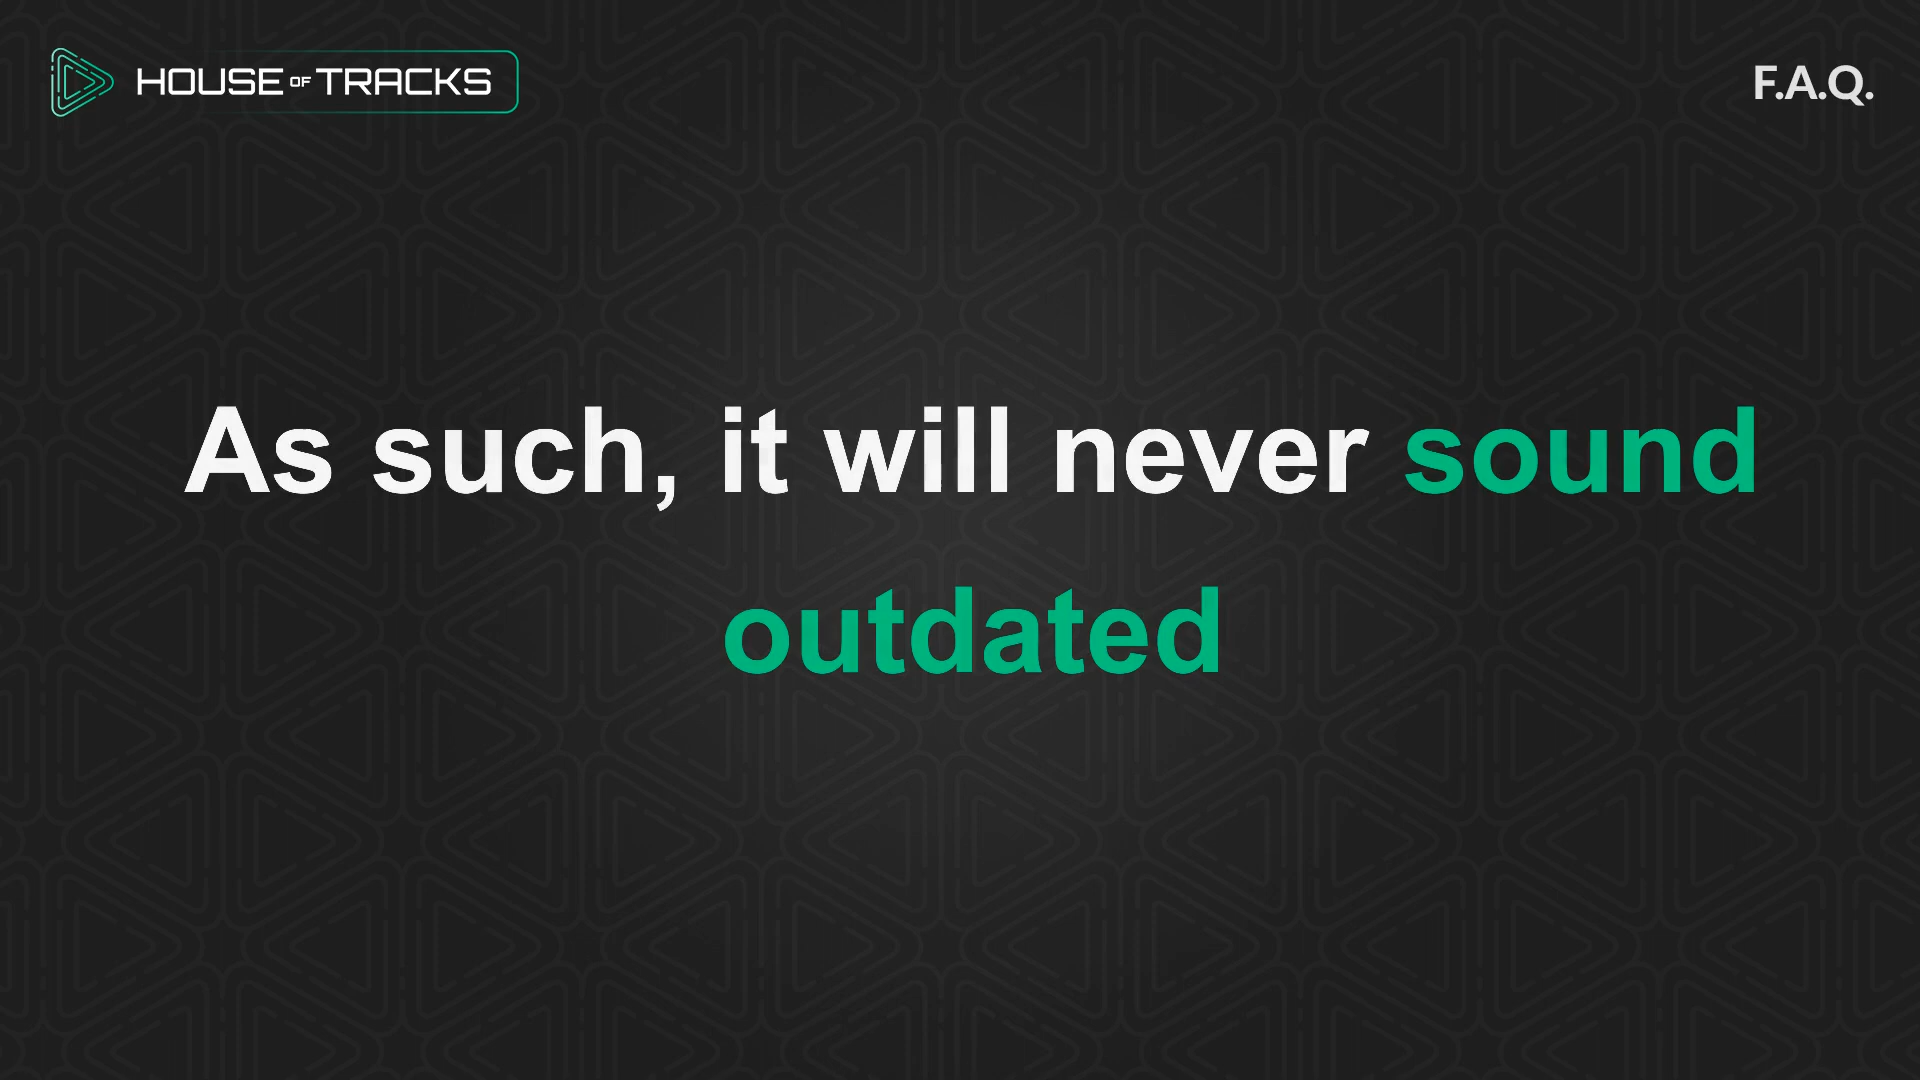 HOUSE OF TRACKS
F.A.Q.
As such, it will never sound
outdated